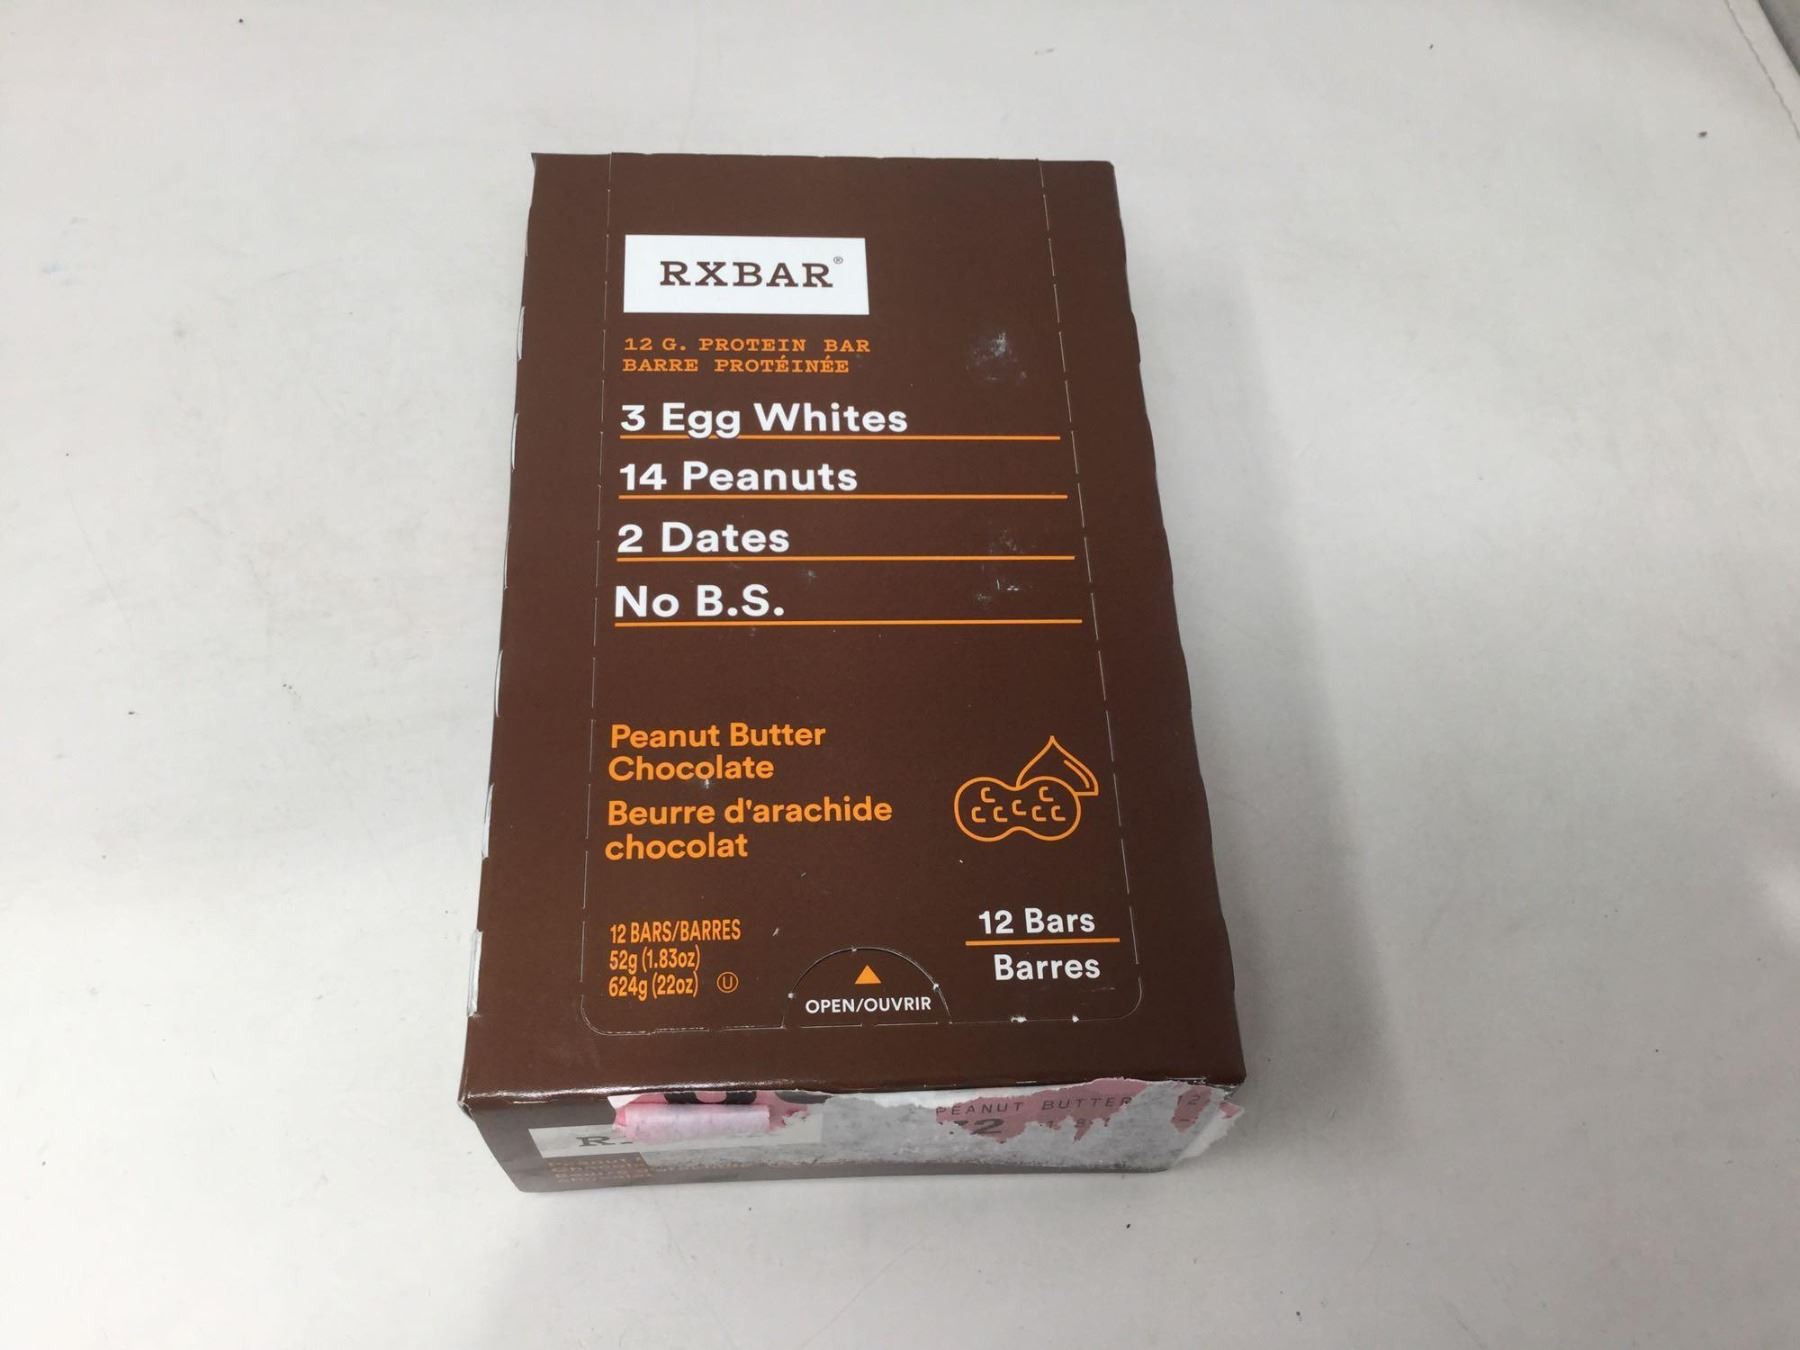 RXBAR®
12 G. PROTEIN BAR
BARRE PROTÉINÉE
3 Egg Whites
14 Peanuts
2 Dates
No B.S.
Peanut Butter
Chocolate
Beurre d'arachide
chocolat
12 BARS/BARRES
52g (1.83oz)
624g (22oz) U
12 Bars
Barres
OPEN/OUVRIR
PEANUT BUTTER 12